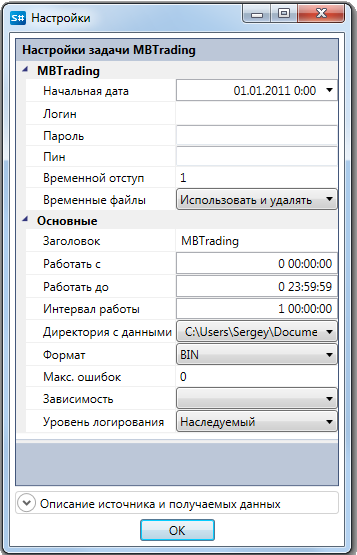 S# Настройки
Настройки задачи MBTrading
MBTrading
Начальная дата 01.01.2011 0:00
Логин
Пароль
Пин
Временной отступ 1
Временные файлы Использовать и удалять
Основные
Заголовок MBTrading
Работать с 0 00:00:00
Работать до 0 23:59:59
Интервал работы 1 00:00:00
Директория с данными C:\Users\Sergey\Docume
Формат BIN
Макс. ошибок 0
Зависимость
Уровень логирования Наследуемый
Описание источника и получаемых данных
OK